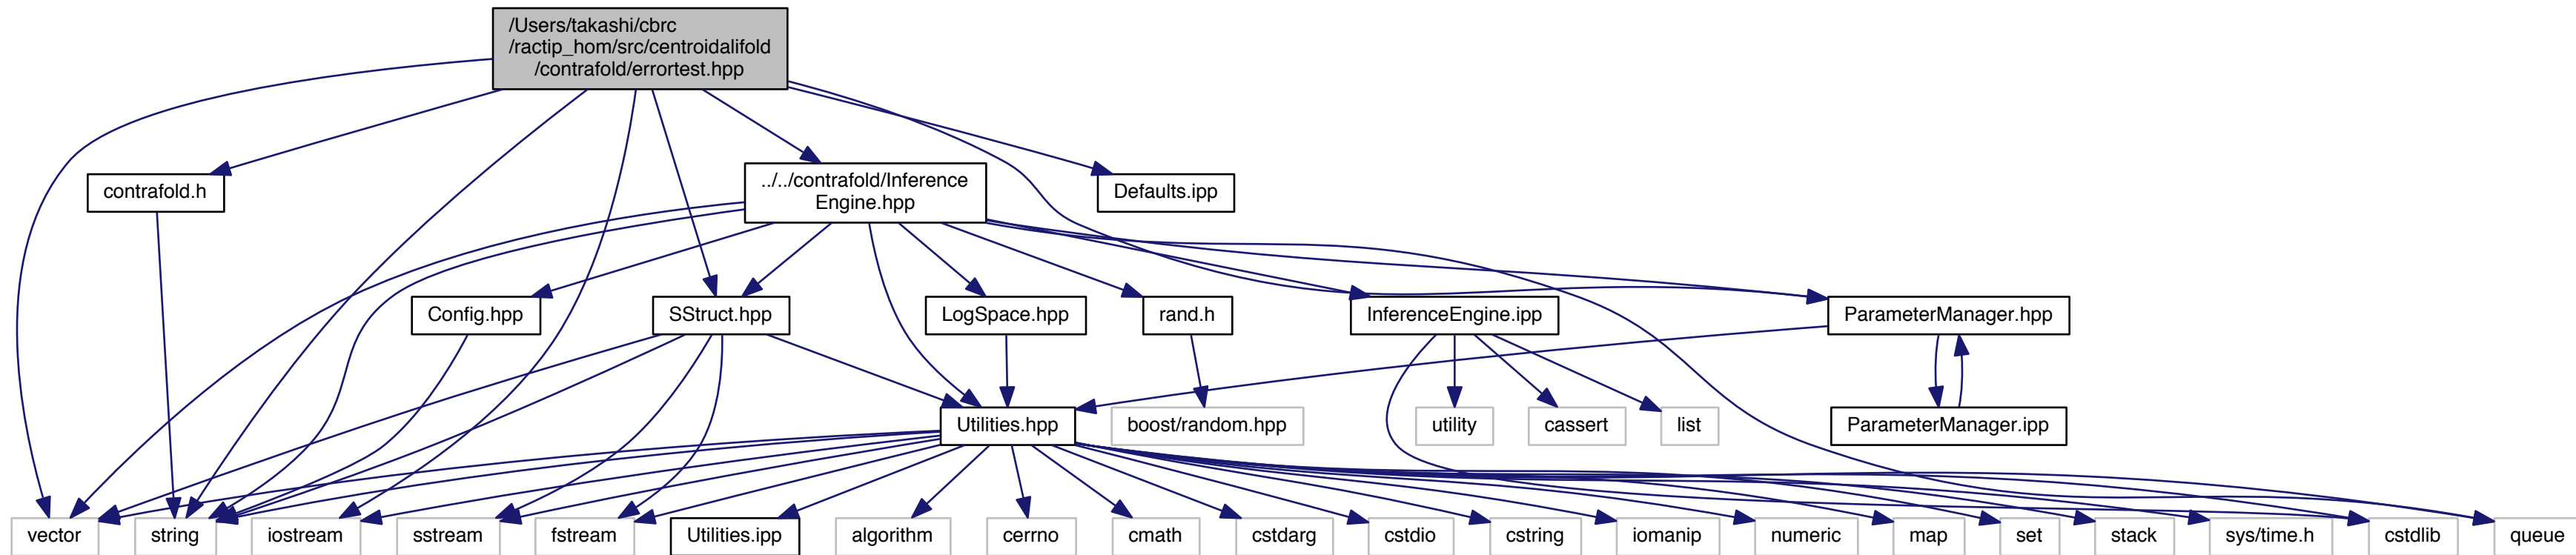 /Users/takashi/cbrc
/ractip_hom/src/centroidalifold
/contrafold/errortest.hpp
contrafold.h
../../contrafold/Inference
Engine.hpp
Defaults.ipp
Config.hpp
SStruct.hpp
LogSpace.hpp
rand.h
InferenceEngine.ipp
ParameterManager.hpp
Utilities.hpp
boost/random.hpp
utility
cassert
list
ParameterManager.ipp
vector
string
iostream
sstream
fstream
Utilities.ipp
algorithm
cerrno
cmath
cstdarg
cstdio
cstring
iomanip
numeric
map
set
stack
sys/time.h
cstdlib
queue